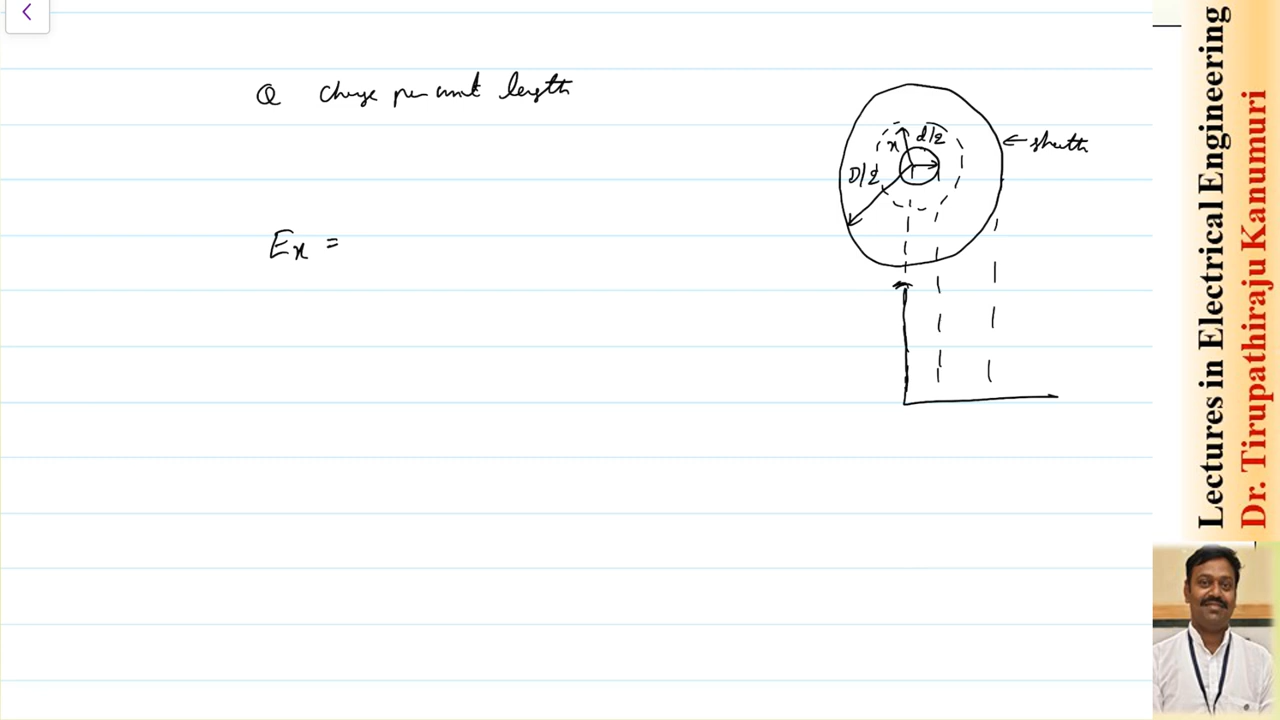 Q charge per unit length
d/2
x
← sheath
D/2
Ex =
Lectures in Electrical Engineering
Dr. Tirupathiraju Kanumuri